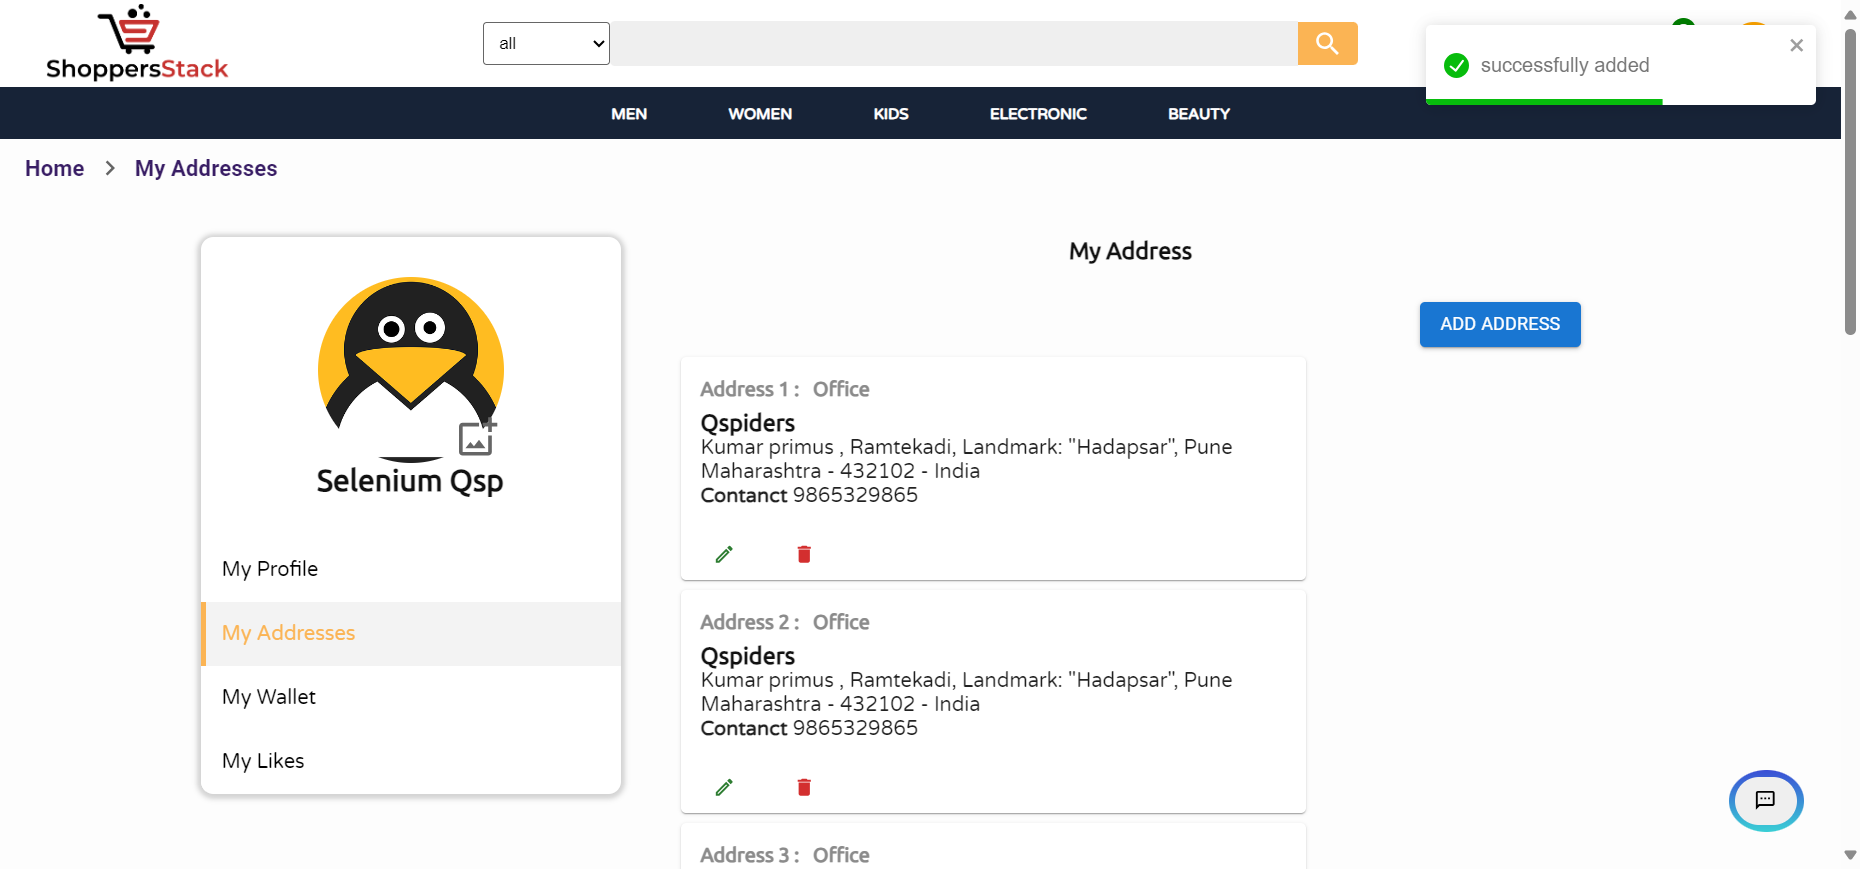 ShoppersStack
all
successfully added
MEN WOMEN KIDS ELECTRONIC BEAUTY
Home > My Addresses
Selenium Qsp
My Profile
My Addresses
My Wallet
My Likes
My Address
ADD ADDRESS
Address 1 : Office
Qspiders
Kumar primus , Ramtekadi, Landmark: "Hadapsar", Pune
Maharashtra - 432102 - India
Contanct 9865329865
Address 2 : Office
Qspiders
Kumar primus , Ramtekadi, Landmark: "Hadapsar", Pune
Maharashtra - 432102 - India
Contanct 9865329865
Address 3 : Office